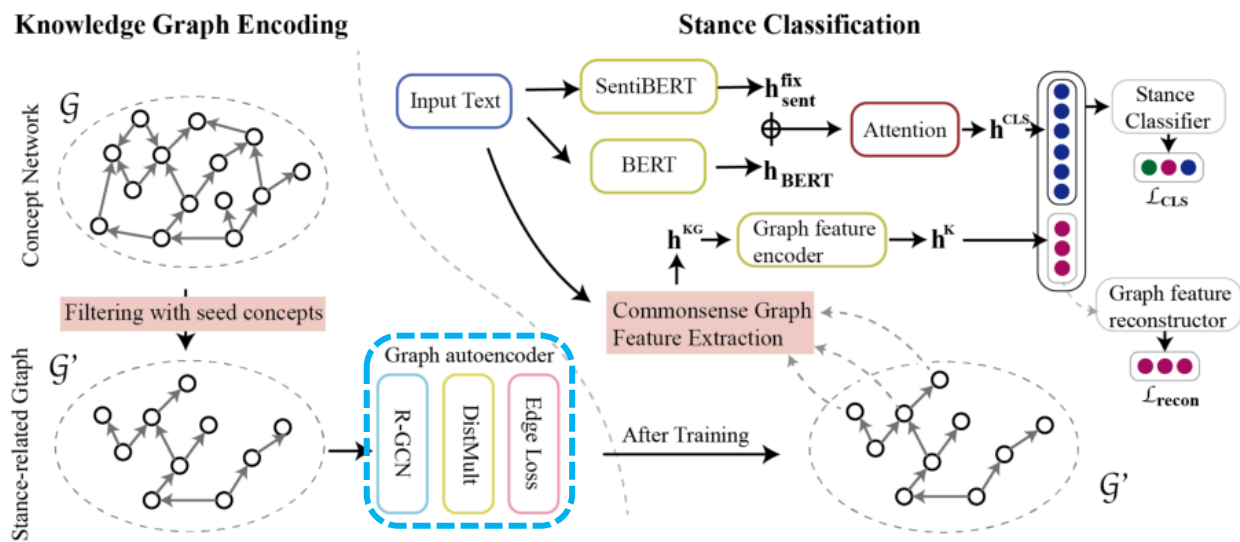 Knowledge Graph Encoding
Stance Classification
Concept Network
𝒢
Filtering with seed concepts
Stance-related Gtaph
𝒢'
Graph autoencoder
R-GCN
DistMult
Edge Loss
After Training
𝒢'
Input Text
SentiBERT
h^fix_sent
BERT
h_BERT
⊕
Attention
h^CLS
Stance
Classifier
ℒ_CLS
h^KG
Graph feature
encoder
h^K
Commonsense Graph
Feature Extraction
Graph feature
reconstructor
ℒ_recon